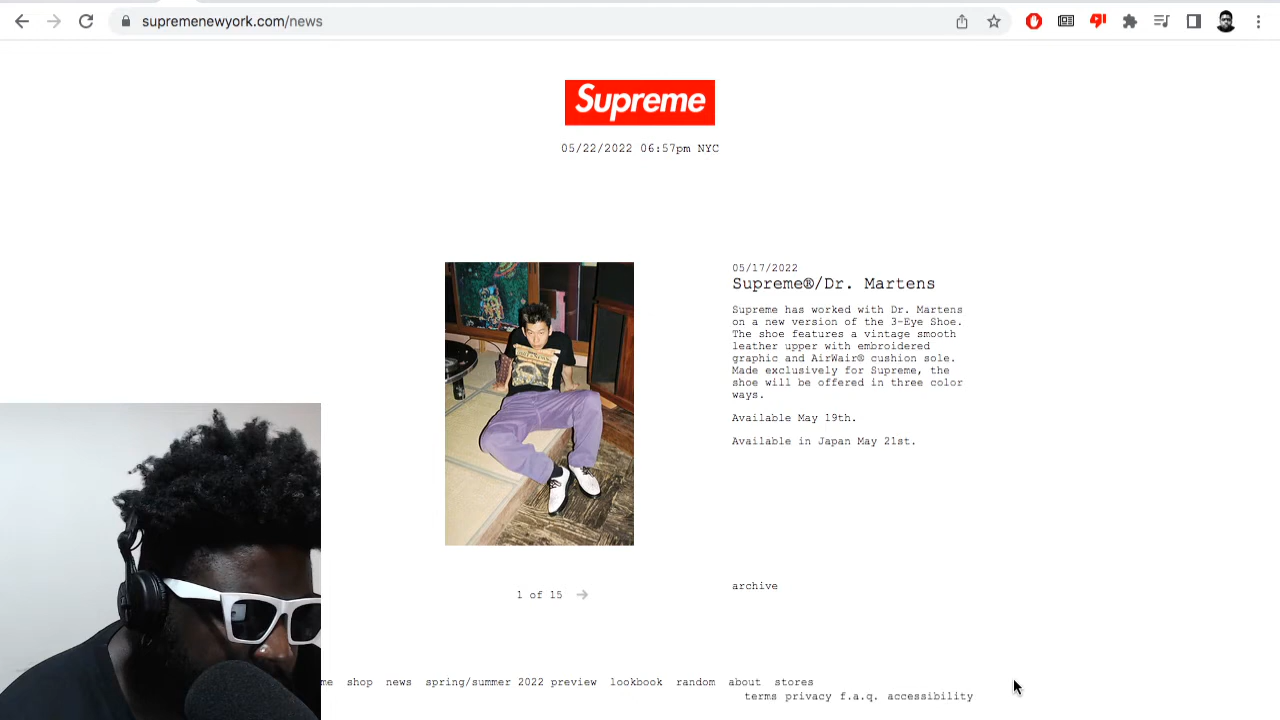 supremenewyork.com/news
Supreme
05/22/2022 06:57pm NYC
05/17/2022
Supreme®/Dr. Martens
Supreme has worked with Dr. Martens
on a new version of the 3-Eye Shoe.
The shoe features a vintage smooth
leather upper with embroidered
graphic and AirWair® cushion sole.
Made exclusively for Supreme, the
shoe will be offered in three color
ways.
Available May 19th.
Available in Japan May 21st.
1 of 15
archive
me shop news spring/summer 2022 preview lookbook random about stores
terms privacy f.a.q. accessibility